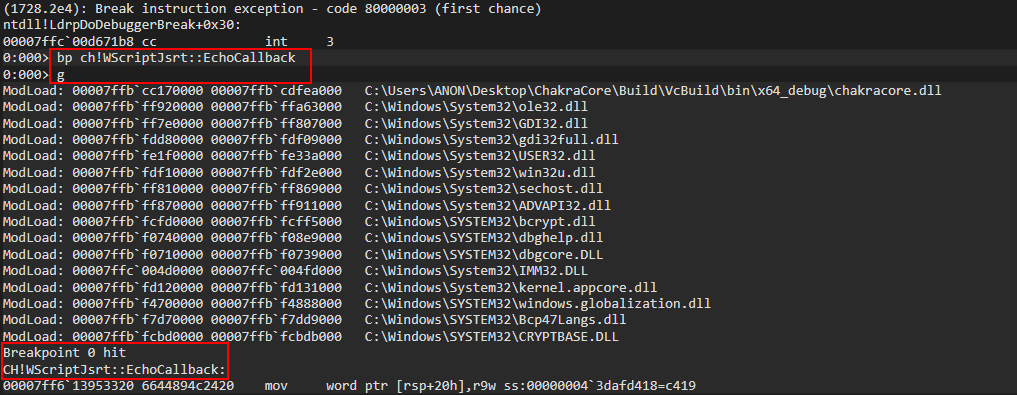 (1728.2e4): Break instruction exception - code 80000003 (first chance)
ntdll!LdrpDoDebuggerBreak+0x30:
00007ffc`00d671b8 cc              int     3
0:000> bp ch!WScriptJsrt::EchoCallback
0:000> g
ModLoad: 00007ffb`cc170000 00007ffb`cdfea000   C:\Users\ANON\Desktop\ChakraCore\Build\VcBuild\bin\x64_debug\chakracore.dll
ModLoad: 00007ffb`ff920000 00007ffb`ffa63000   C:\Windows\System32\ole32.dll
ModLoad: 00007ffb`ff7e0000 00007ffb`ff807000   C:\Windows\System32\GDI32.dll
ModLoad: 00007ffb`fdd80000 00007ffb`fdf09000   C:\Windows\System32\gdi32full.dll
ModLoad: 00007ffb`fe1f0000 00007ffb`fe33a000   C:\Windows\System32\USER32.dll
ModLoad: 00007ffb`fdf10000 00007ffb`fdf2e000   C:\Windows\System32\win32u.dll
ModLoad: 00007ffb`ff810000 00007ffb`ff869000   C:\Windows\System32\sechost.dll
ModLoad: 00007ffb`ff870000 00007ffb`ff911000   C:\Windows\System32\ADVAPI32.dll
ModLoad: 00007ffb`fcfd0000 00007ffb`fcff5000   C:\Windows\SYSTEM32\bcrypt.dll
ModLoad: 00007ffb`f0740000 00007ffb`f08e9000   C:\Windows\SYSTEM32\dbghelp.dll
ModLoad: 00007ffb`f0710000 00007ffb`f0739000   C:\Windows\SYSTEM32\dbgcore.DLL
ModLoad: 00007ffc`004d0000 00007ffc`004fd000   C:\Windows\System32\IMM32.DLL
ModLoad: 00007ffb`fd120000 00007ffb`fd131000   C:\Windows\System32\kernel.appcore.dll
ModLoad: 00007ffb`f4700000 00007ffb`f4888000   C:\Windows\SYSTEM32\windows.globalization.dll
ModLoad: 00007ffb`f7d70000 00007ffb`f7dd9000   C:\Windows\SYSTEM32\Bcp47Langs.dll
ModLoad: 00007ffb`fcbd0000 00007ffb`fcbdb000   C:\Windows\SYSTEM32\CRYPTBASE.DLL
Breakpoint 0 hit
CH!WScriptJsrt::EchoCallback:
00007ff6`13953320 6644894c2420    mov     word ptr [rsp+20h],r9w ss:00000004`3dafd418=c419